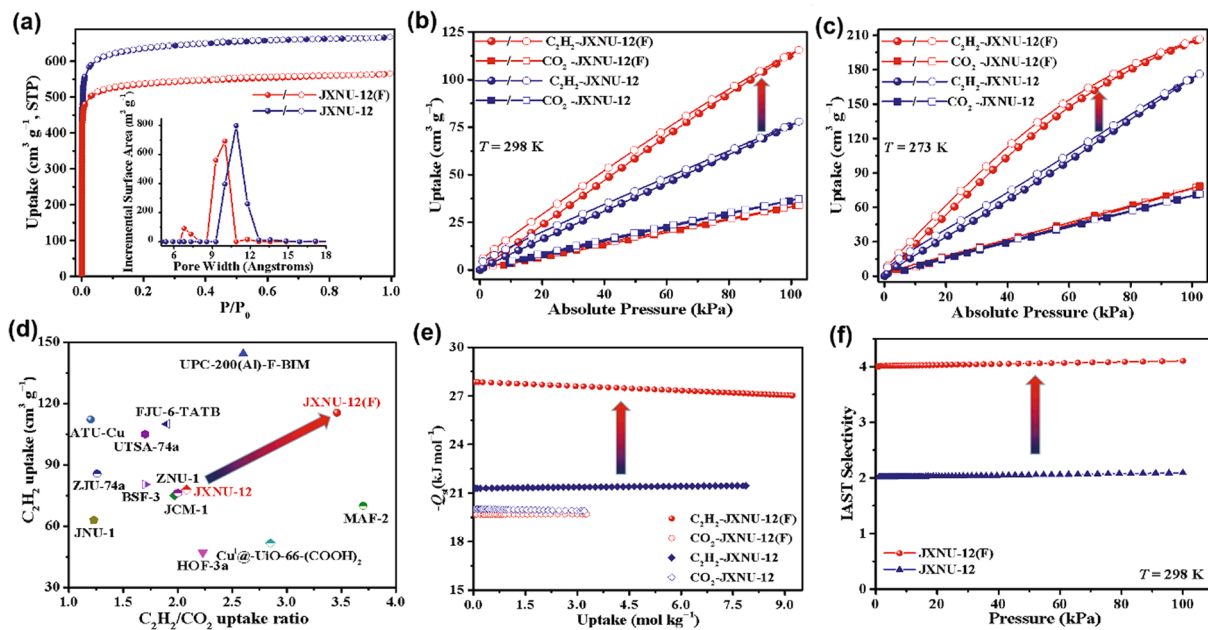 (a)
Uptake (cm³ g⁻¹, STP)
600
500
400
300
200
100
0
0.0 0.2 0.4 0.6 0.8 1.0
P/P₀
/ JXNU-12(F)
/ JXNU-12
Incremental Surface Area m² g⁻¹)
800
600
400
200
0
6 9 12 15 18
Pore Width (Angstroms)
(b)
Uptake (cm³ g⁻¹)
125
100
75
50
25
0
0 20 40 60 80 100
Absolute Pressure (kPa)
/ C₂H₂-JXNU-12(F)
/ CO₂ -JXNU-12(F)
/ C₂H₂-JXNU-12
/ CO₂ -JXNU-12
T = 298 K
(c)
Uptake (cm³ g⁻¹)
270
240
210
180
150
120
90
60
30
0
0 20 40 60 80 100
Absolute Pressure (kPa)
/ C₂H₂-JXNU-12(F)
/ CO₂ -JXNU-12(F)
/ C₂H₂-JXNU-12
/ CO₂ -JXNU-12
T = 273 K
(d)
C₂H₂ uptake (cm³ g⁻¹)
150
120
90
60
30
1.0 1.5 2.0 2.5 3.0 3.5 4.0
C₂H₂/CO₂ uptake ratio
UPC-200(Al)-F-BIM
FJU-6-TATB
JXNU-12(F)
ATU-Cu
UTSA-74a
ZJU-74a
ZNU-1
BSF-3
JXNU-12
JCM-1
MAF-2
JNU-1
HOF-3a
Cuᴵ@-UiO-66-(COOH)₂
(e)
-Qst(kJ mol⁻¹)
30
27
24
21
18
15
0.0 1.5 3.0 4.5 6.0 7.5 9.0
Uptake (mol kg⁻¹)
C₂H₂-JXNU-12(F)
CO₂-JXNU-12(F)
C₂H₂-JXNU-12
CO₂-JXNU-12
(f)
IAST Selectivity
5
4
3
2
1
0
0 20 40 60 80 100
Pressure (kPa)
JXNU-12(F)
JXNU-12
T = 298 K